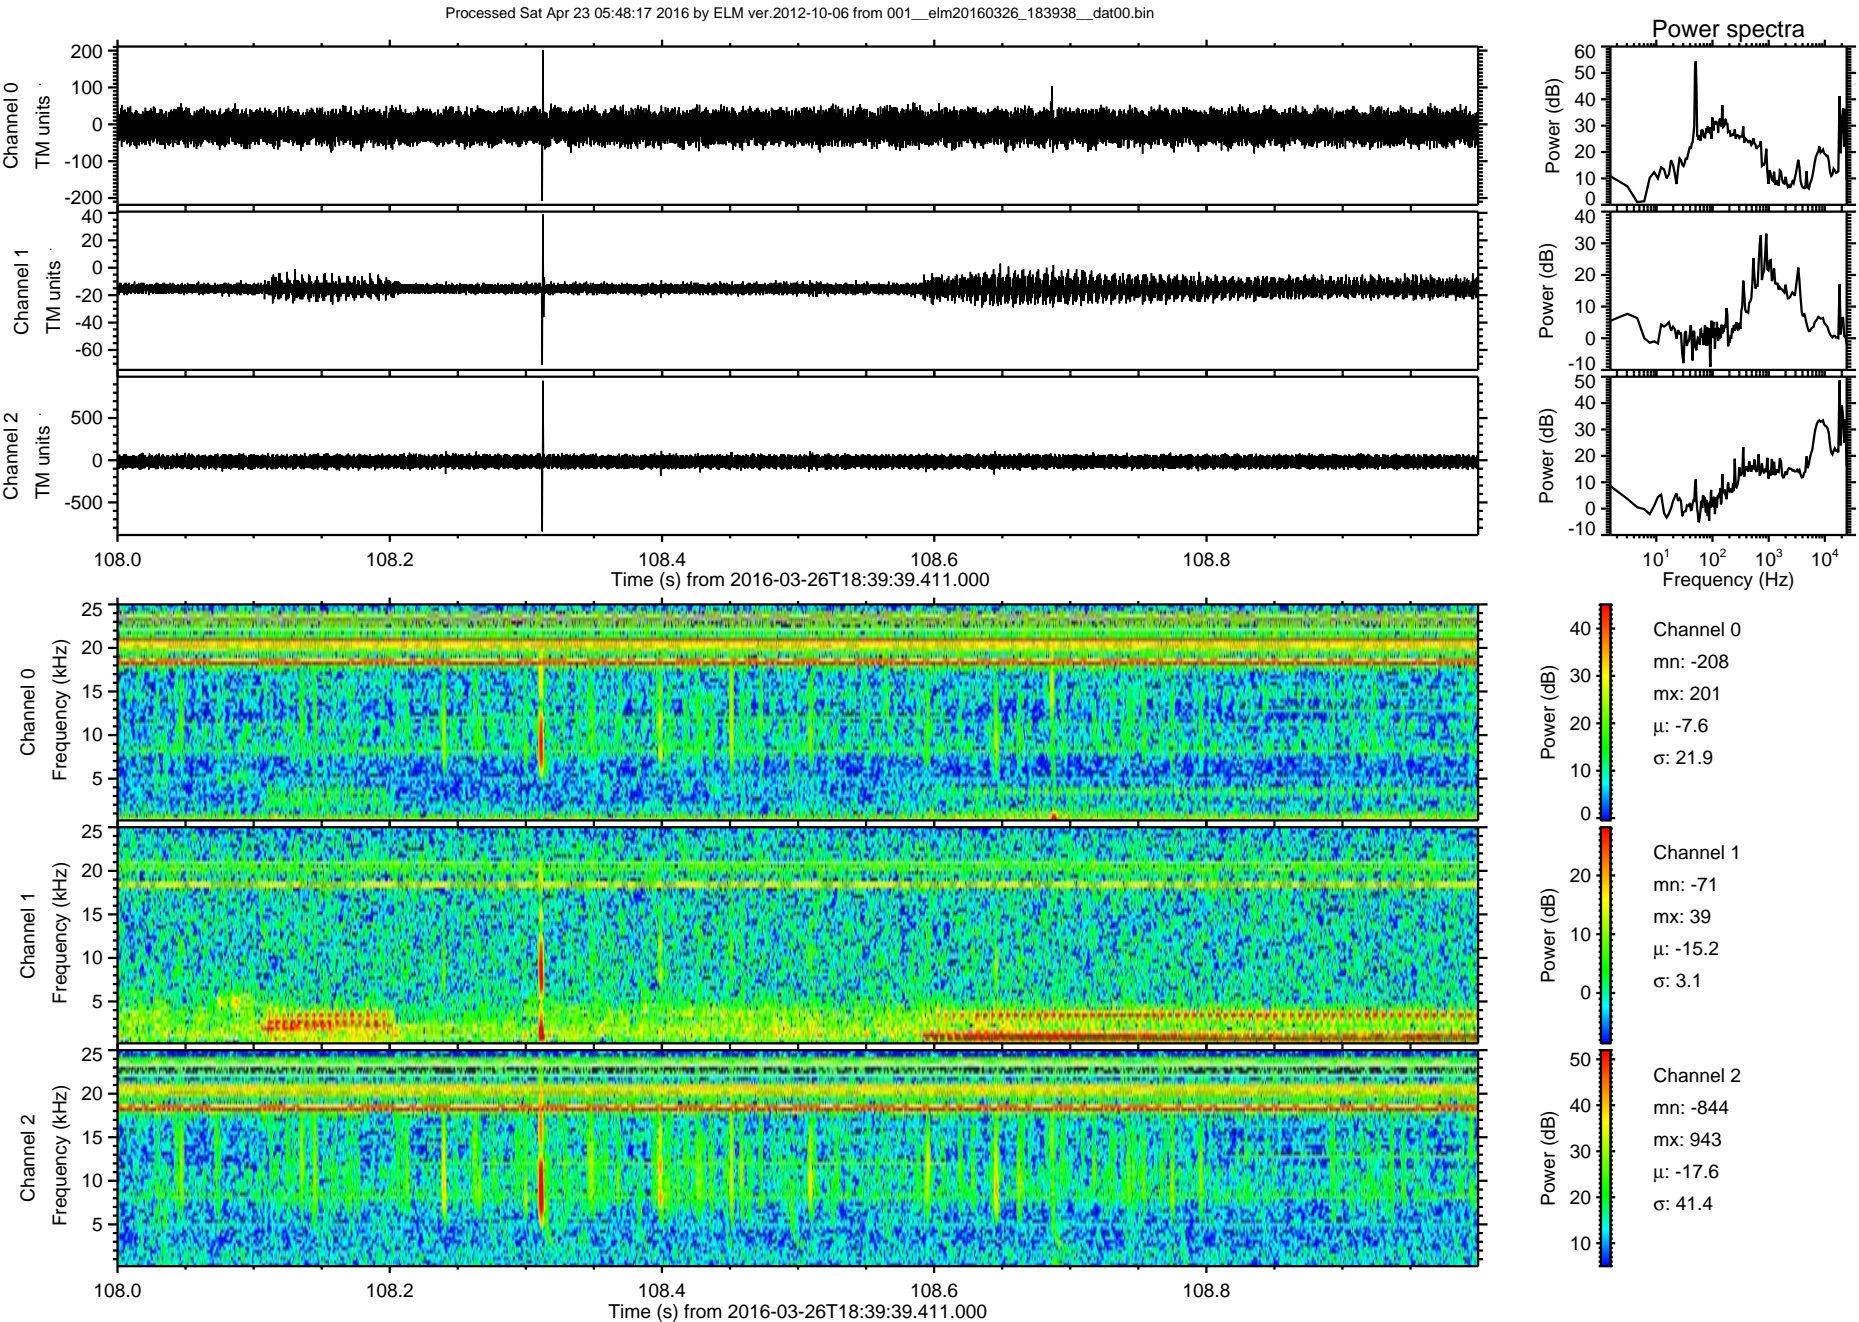 Processed Sat Apr 23 05:48:17 2016 by ELM ver.2012-10-06 from 001__elm20160326_183938__dat00.bin
Power spectra
Channel 0
TM units
200
100
0
-100
-200
Power (dB)
60
50
40
30
20
10
0
Channel 1
TM units
40
20
0
-20
-40
-60
Power (dB)
40
30
20
10
0
-10
Channel 2
TM units
500
0
-500
Power (dB)
50
40
30
20
10
0
-10
108.0 108.2 108.4 108.6 108.8
Time (s) from 2016-03-26T18:39:39.411.000
10^1 10^2 10^3 10^4
Frequency (Hz)
Channel 0
Frequency (kHz)
25
20
15
10
5
Power (dB)
40
30
20
10
0
Channel 0
mn: -208
mx: 201
μ: -7.6
σ: 21.9
Channel 1
Frequency (kHz)
25
20
15
10
5
Power (dB)
20
10
0
Channel 1
mn: -71
mx: 39
μ: -15.2
σ: 3.1
Channel 2
Frequency (kHz)
25
20
15
10
5
Power (dB)
50
40
30
20
10
Channel 2
mn: -844
mx: 943
μ: -17.6
σ: 41.4
108.0 108.2 108.4 108.6 108.8
Time (s) from 2016-03-26T18:39:39.411.000